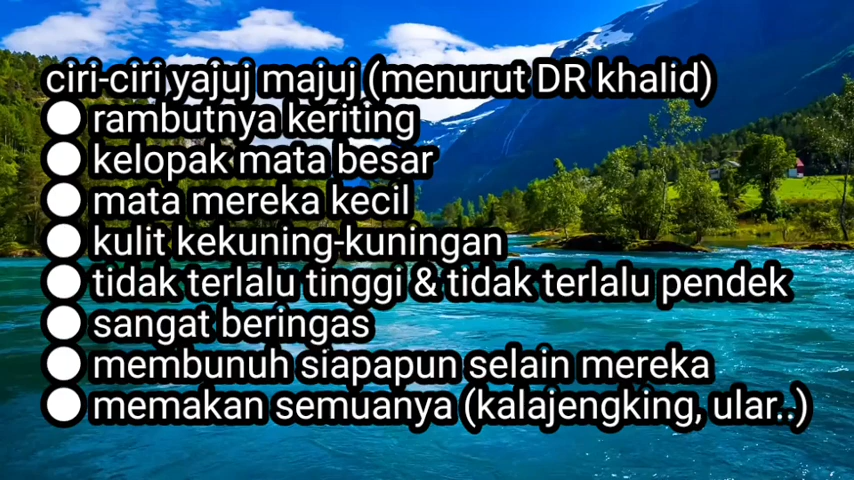 ciri-ciri yajuj majuj (menurut DR khalid)
● rambutnya keriting
● kelopak mata besar
● mata mereka kecil
● kulit kekuning-kuningan
● tidak terlalu tinggi & tidak terlalu pendek
● sangat beringas
● membunuh siapapun selain mereka
● memakan semuanya (kalajengking, ular..)